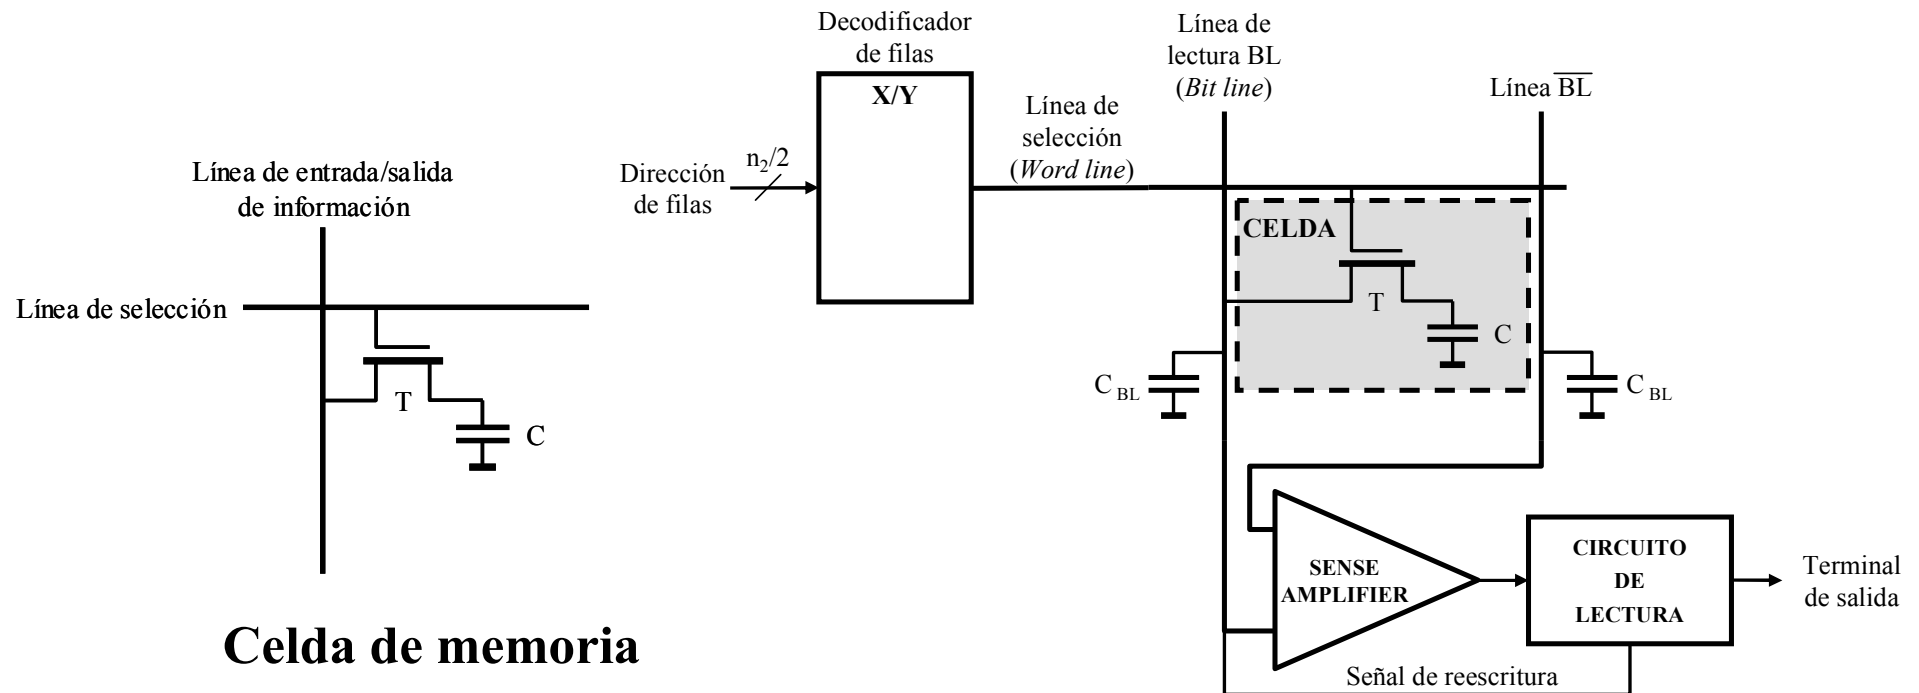 Decodificador
de filas
X/Y
Línea de
lectura BL
(Bit line)
Línea B̅L̅
Línea de
selección
(Word line)
n₂/2
Dirección
de filas
Línea de entrada/salida
de información
Línea de selección
T
C
CELDA
T
C
C BL
C BL
SENSE
AMPLIFIER
CIRCUITO
DE
LECTURA
Terminal
de salida
Señal de reescritura
Celda de memoria